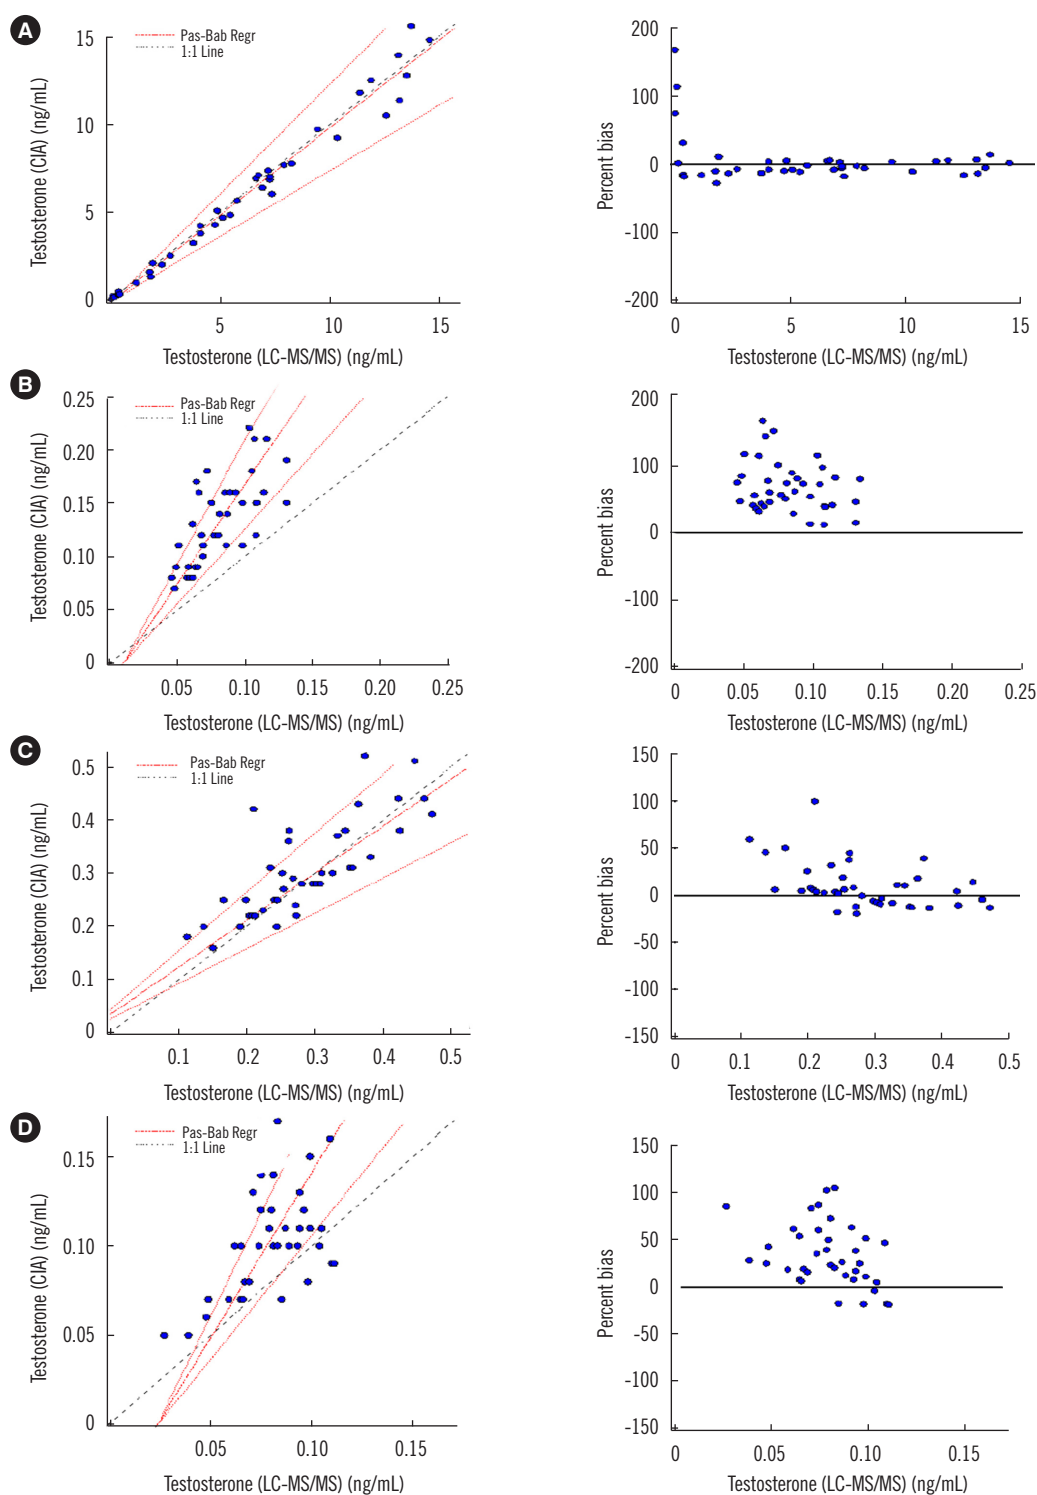 A
Testosterone (CIA) (ng/mL)
15
10
5
0
Pas-Bab Regr
1:1 Line
5 10 15
Testosterone (LC-MS/MS) (ng/mL)
Percent bias
200
100
0
-100
-200
0 5 10 15
Testosterone (LC-MS/MS) (ng/mL)
B
Testosterone (CIA) (ng/mL)
0.25
0.20
0.15
0.10
0.05
0
Pas-Bab Regr
1:1 Line
0.05 0.10 0.15 0.20 0.25
Testosterone (LC-MS/MS) (ng/mL)
Percent bias
200
100
0
-100
-200
0 0.05 0.10 0.15 0.20 0.25
Testosterone (LC-MS/MS) (ng/mL)
C
Testosterone (CIA) (ng/mL)
0.5
0.4
0.3
0.2
0.1
0
Pas-Bab Regr
1:1 Line
0.1 0.2 0.3 0.4 0.5
Testosterone (LC-MS/MS) (ng/mL)
Percent bias
150
100
50
0
-50
-100
-150
0 0.1 0.2 0.3 0.4 0.5
Testosterone (LC-MS/MS) (ng/mL)
D
Testosterone (CIA) (ng/mL)
0.15
0.10
0.05
0
Pas-Bab Regr
1:1 Line
0.05 0.10 0.15
Testosterone (LC-MS/MS) (ng/mL)
Percent bias
150
100
50
0
-50
-100
-150
0 0.05 0.10 0.15
Testosterone (LC-MS/MS) (ng/mL)